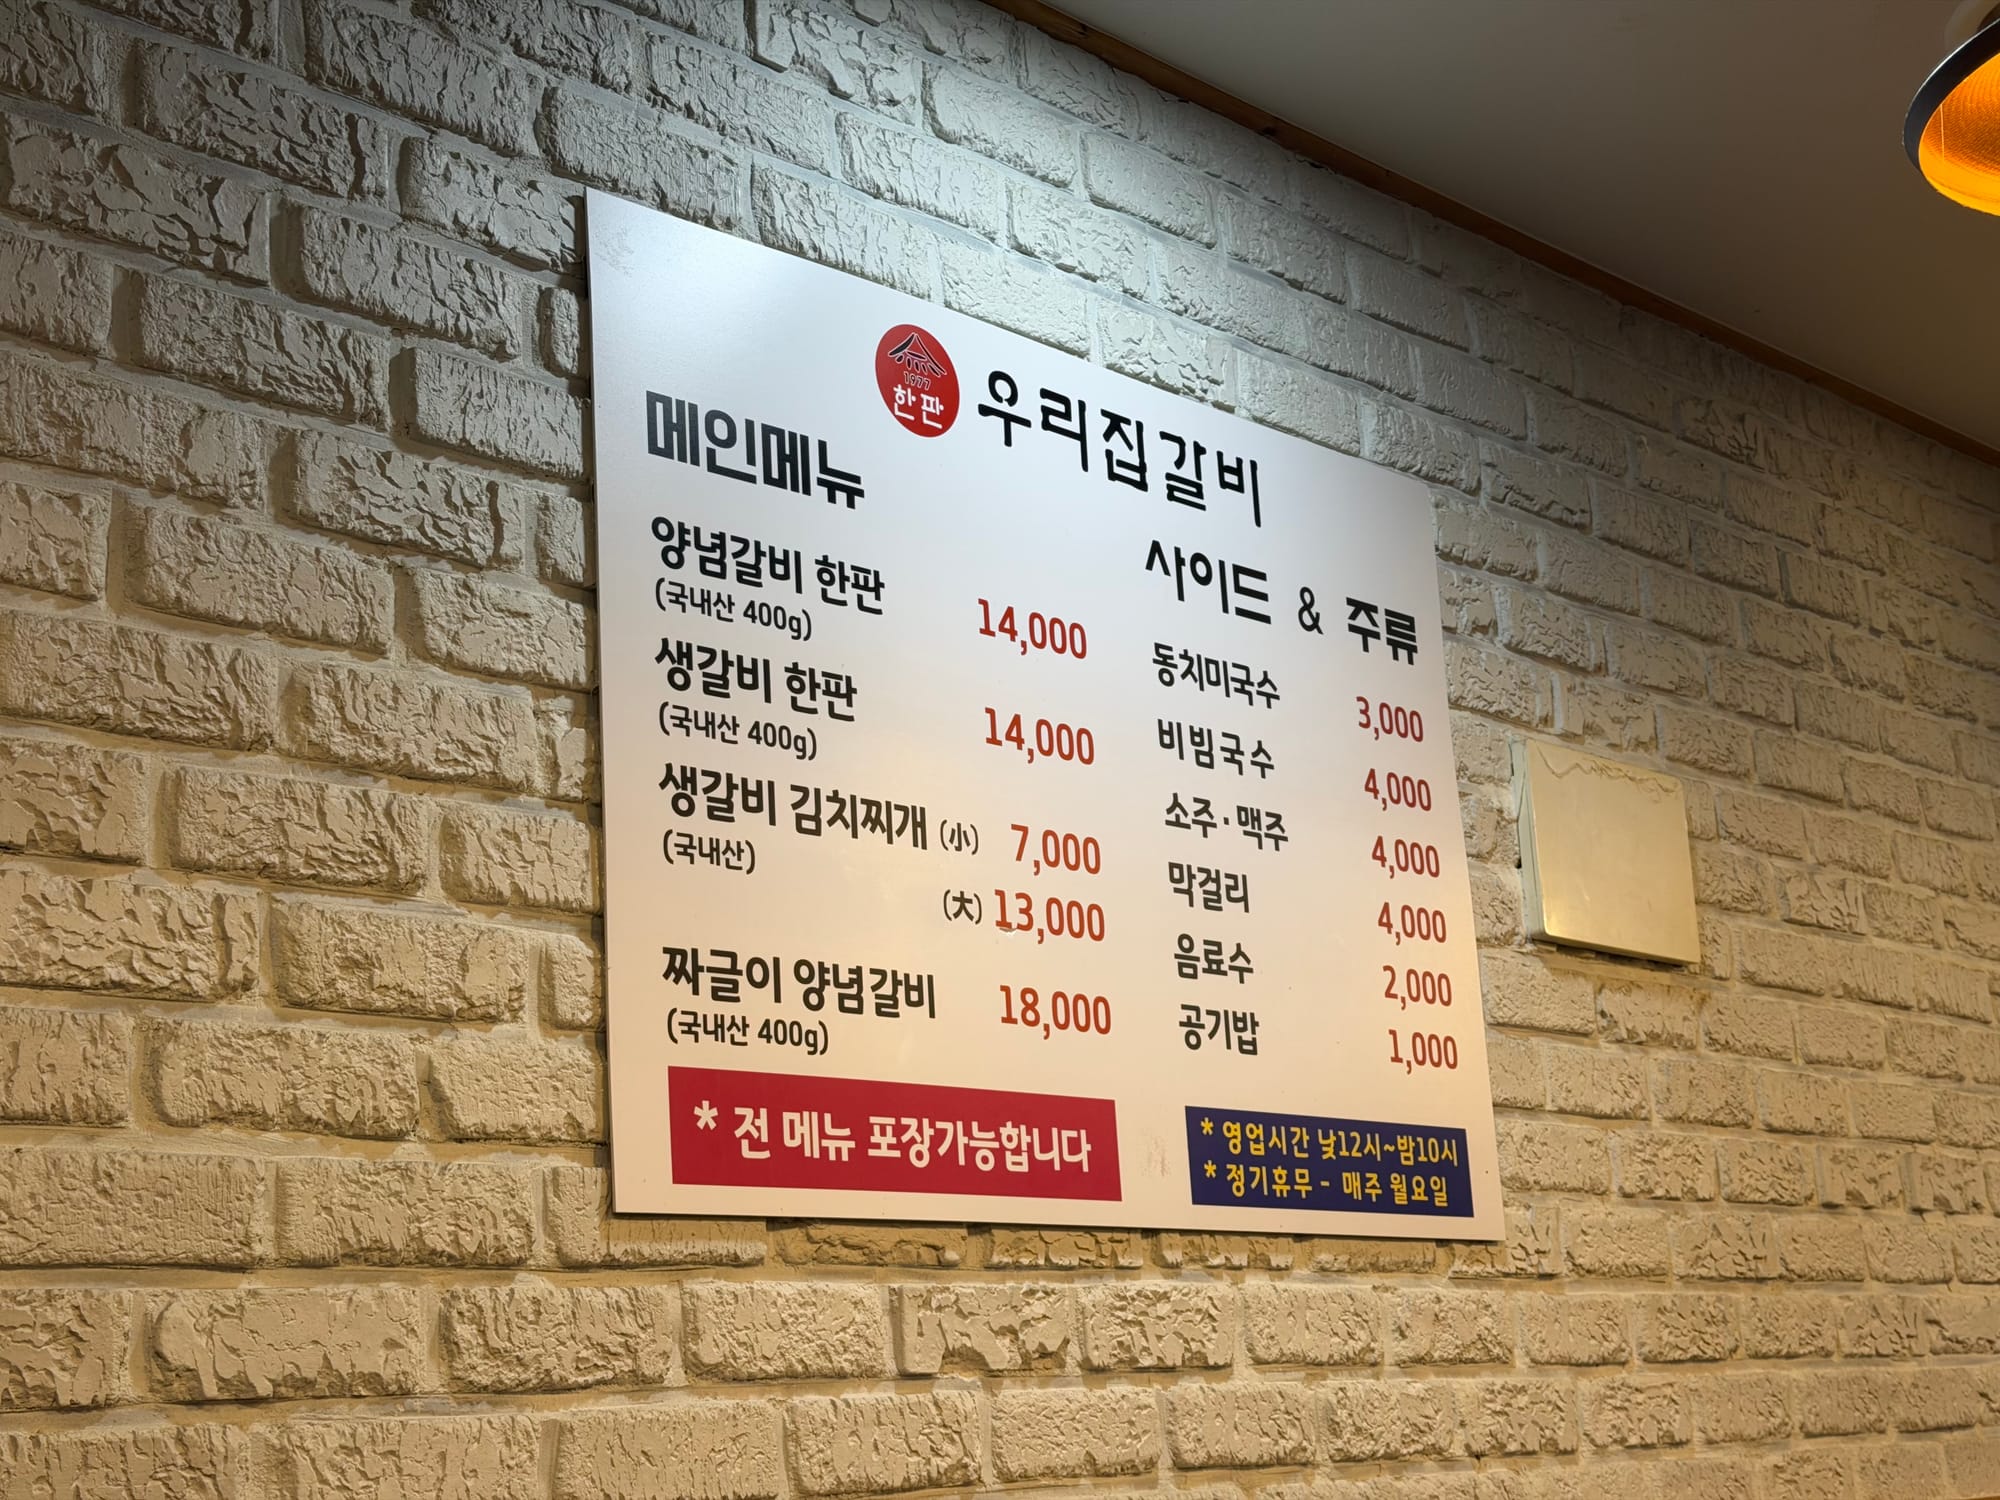 1977
한판
우리집갈비
메인메뉴
양념갈비 한판
(국내산 400g)
14,000
생갈비 한판
(국내산 400g)
14,000
생갈비 김치찌개 (小) 7,000
(국내산)
(大) 13,000
짜글이 양념갈비
(국내산 400g)
18,000
* 전 메뉴 포장가능합니다
사이드 & 주류
동치미국수 3,000
비빔국수 4,000
소주·맥주 4,000
막걸리 4,000
음료수 2,000
공기밥 1,000
* 영업시간 낮12시~밤10시
* 정기휴무 - 매주 월요일